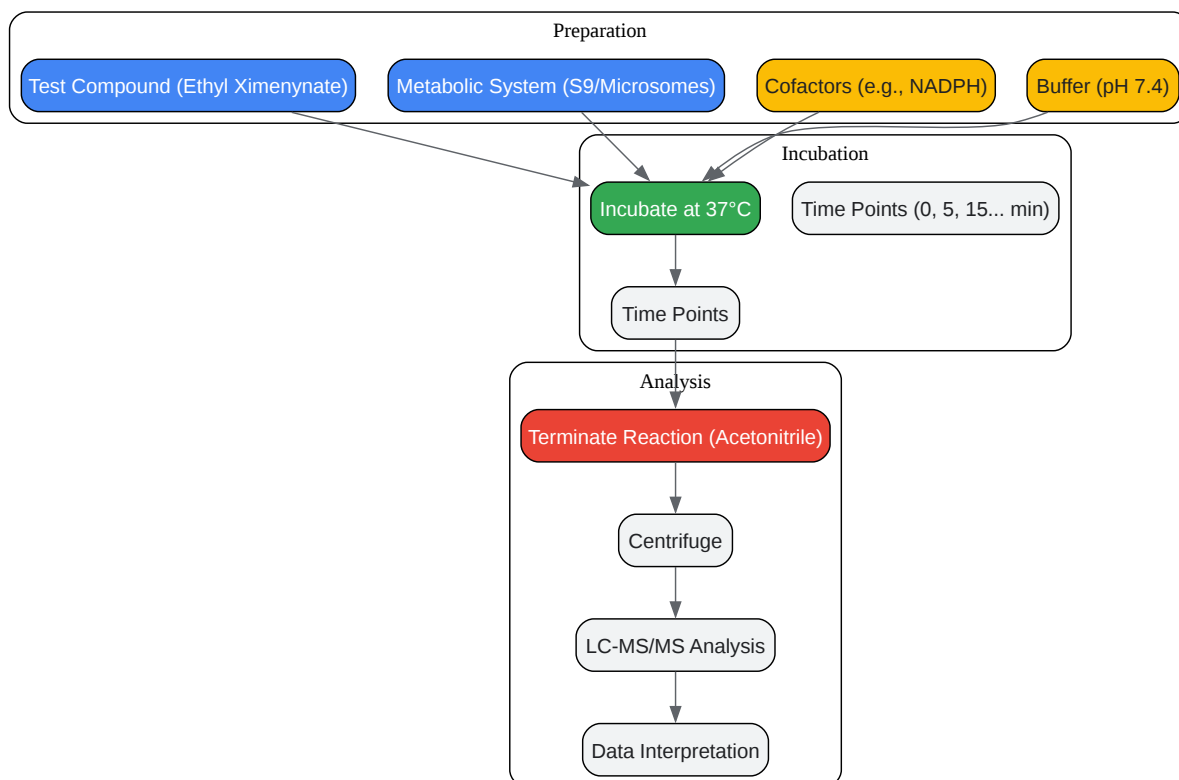 Preparation
Test Compound (Ethyl Ximenynate)
Metabolic System (S9/Microsomes)
Cofactors (e.g., NADPH)
Buffer (pH 7.4)
Incubation
Incubate at 37°C
Time Points (0, 5, 15... min)
Time Points
Analysis
Terminate Reaction (Acetonitrile)
Centrifuge
LC-MS/MS Analysis
Data Interpretation